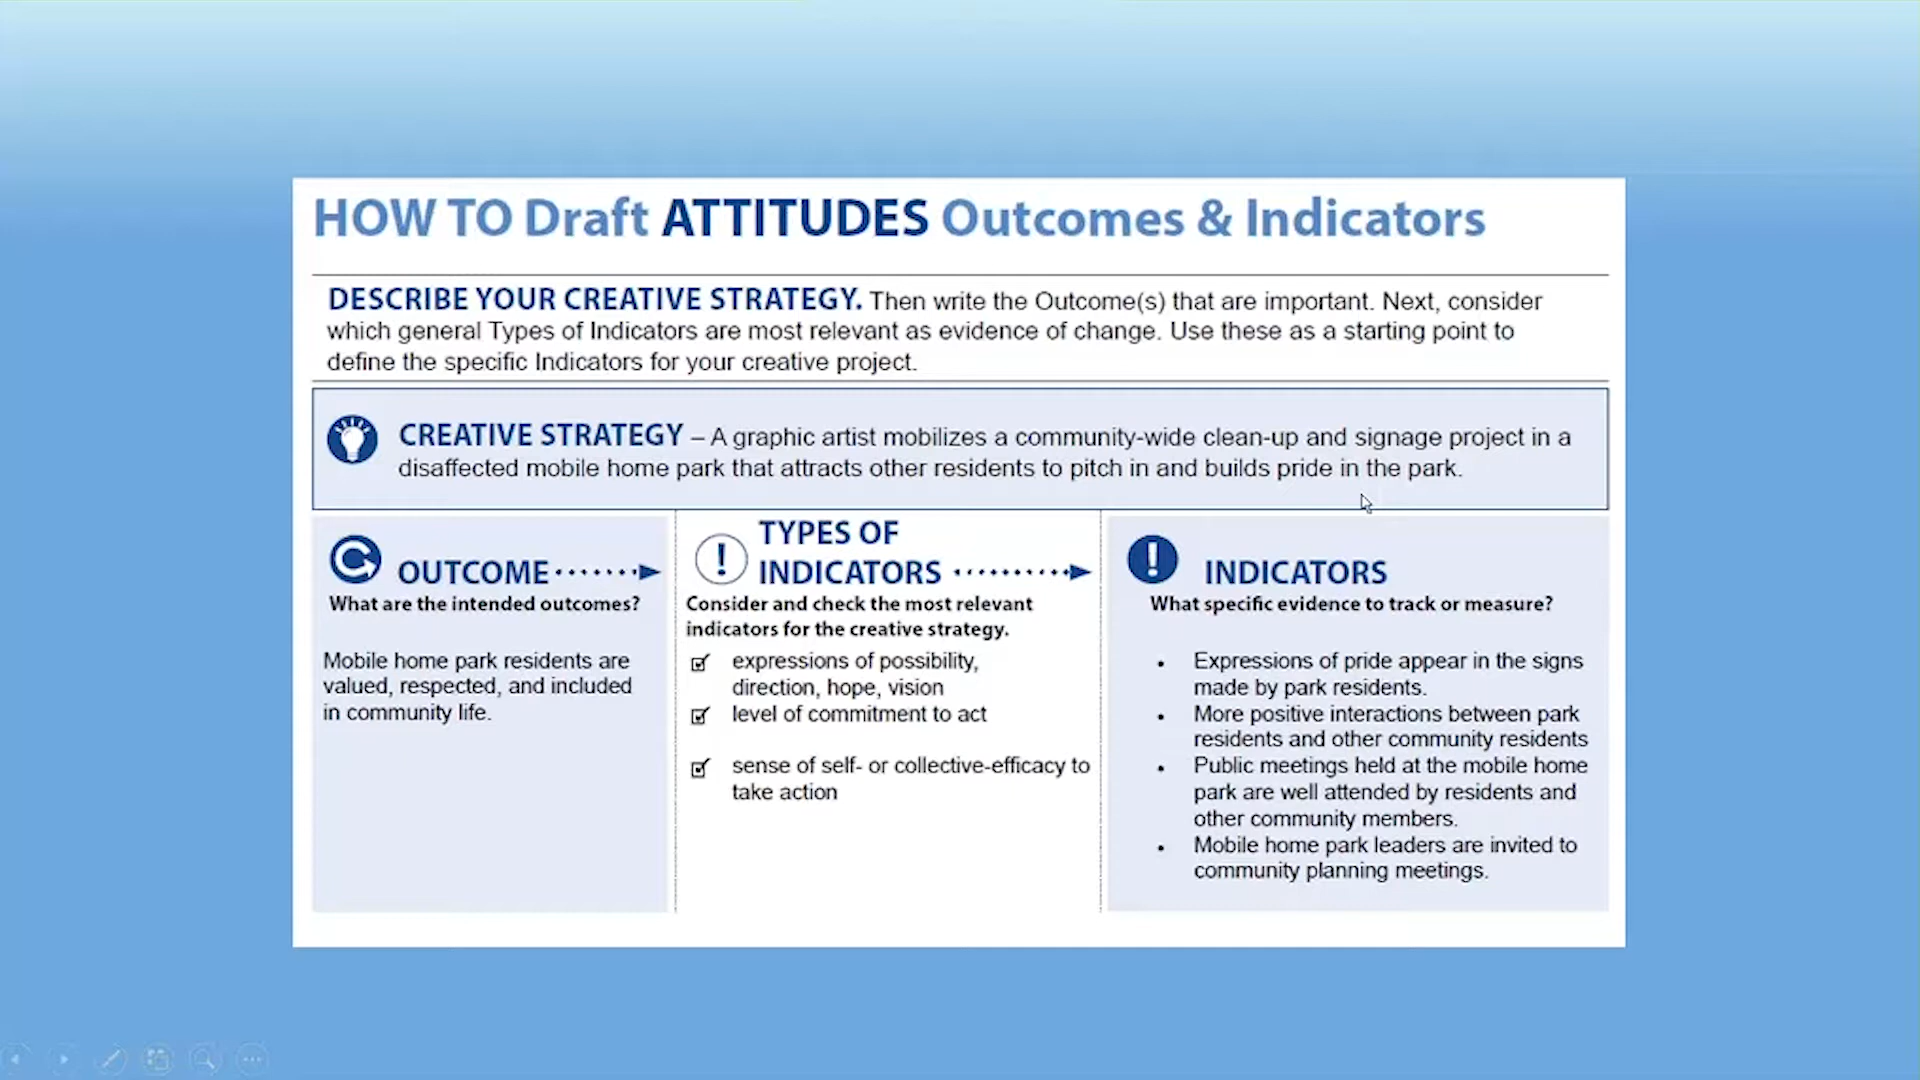 HOW TO Draft ATTITUDES Outcomes & Indicators
DESCRIBE YOUR CREATIVE STRATEGY. Then write the Outcome(s) that are important. Next, consider
which general Types of Indicators are most relevant as evidence of change. Use these as a starting point to
define the specific Indicators for your creative project.
CREATIVE STRATEGY – A graphic artist mobilizes a community-wide clean-up and signage project in a
disaffected mobile home park that attracts other residents to pitch in and builds pride in the park.
OUTCOME
What are the intended outcomes?
Mobile home park residents are
valued, respected, and included
in community life.
TYPES OF
INDICATORS
Consider and check the most relevant
indicators for the creative strategy.
expressions of possibility,
direction, hope, vision
level of commitment to act
sense of self- or collective-efficacy to
take action
INDICATORS
What specific evidence to track or measure?
• Expressions of pride appear in the signs
made by park residents.
• More positive interactions between park
residents and other community residents
• Public meetings held at the mobile home
park are well attended by residents and
other community members.
• Mobile home park leaders are invited to
community planning meetings.